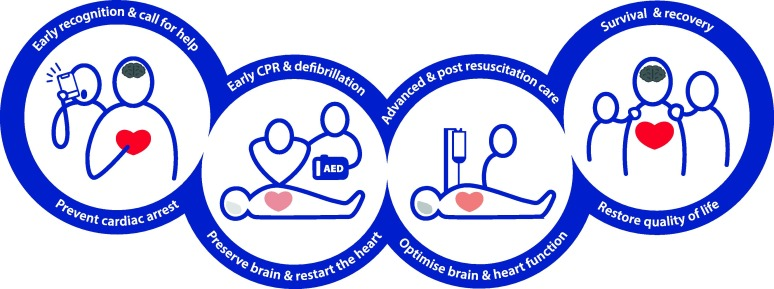 Early recognition & call for help
Prevent cardiac arrest
Early CPR & defibrillation
AED
Preserve brain & restart the heart
Advanced & post resuscitation care
Optimise brain & heart function
Survival & recovery
Restore quality of life